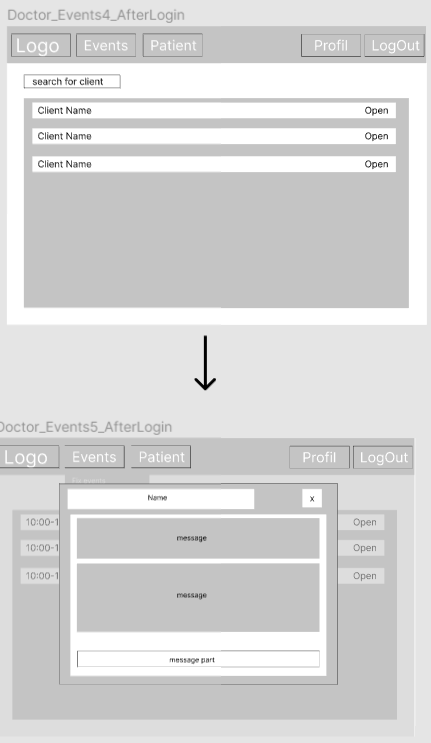 Doctor_Events4_AfterLogin
Logo Events Patient Profil LogOut
search for client
Client Name Open
Client Name Open
Client Name Open
Doctor_Events5_AfterLogin
Logo Events Patient Profil LogOut
Name x
10:00-1 Open
message
10:00-1 Open
10:00-1 Open
message
message part